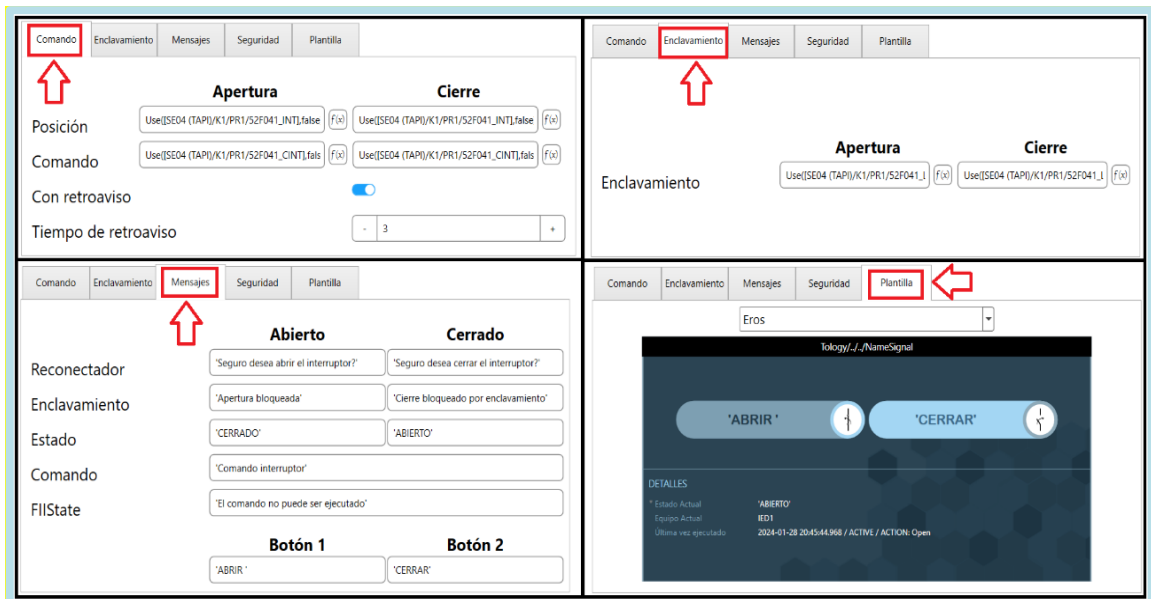 Comando Enclavamiento Mensajes Seguridad Plantilla
Apertura Cierre
Posición Use([SE04 (TAPI)/K1/PR1/52F041_INT],false f(x) Use([SE04 (TAPI)/K1/PR1/52F041_INT],false f(x)
Comando Use([SE04 (TAPI)/K1/PR1/52F041_CINT],fals f(x) Use([SE04 (TAPI)/K1/PR1/52F041_CINT],fals f(x)
Con retroaviso
Tiempo de retroaviso - 3 +
Comando Enclavamiento Mensajes Seguridad Plantilla
Apertura Cierre
Enclavamiento Use([SE04 (TAPI)/K1/PR1/52F041_L f(x) Use([SE04 (TAPI)/K1/PR1/52F041_L f(x)
Comando Enclavamiento Mensajes Seguridad Plantilla
Abierto Cerrado
Reconectador 'Seguro desea abrir el interruptor?' 'Seguro desea cerrar el interruptor?'
Enclavamiento 'Apertura bloqueada' 'Cierre bloqueado por enclavamiento'
Estado 'CERRADO' 'ABIERTO'
Comando 'Comando interruptor'
FIIState 'El comando no puede ser ejecutado'
Botón 1 Botón 2
'ABRIR ' 'CERRAR'
Comando Enclavamiento Mensajes Seguridad Plantilla
Eros
Tology/../../NameSignal
'ABRIR ' 'CERRAR'
DETALLES
* Estado Actual 'ABIERTO'
Equipo Actual IED1
Última vez ejecutado 2024-01-28 20:45:44.968 / ACTIVE / ACTION: Open